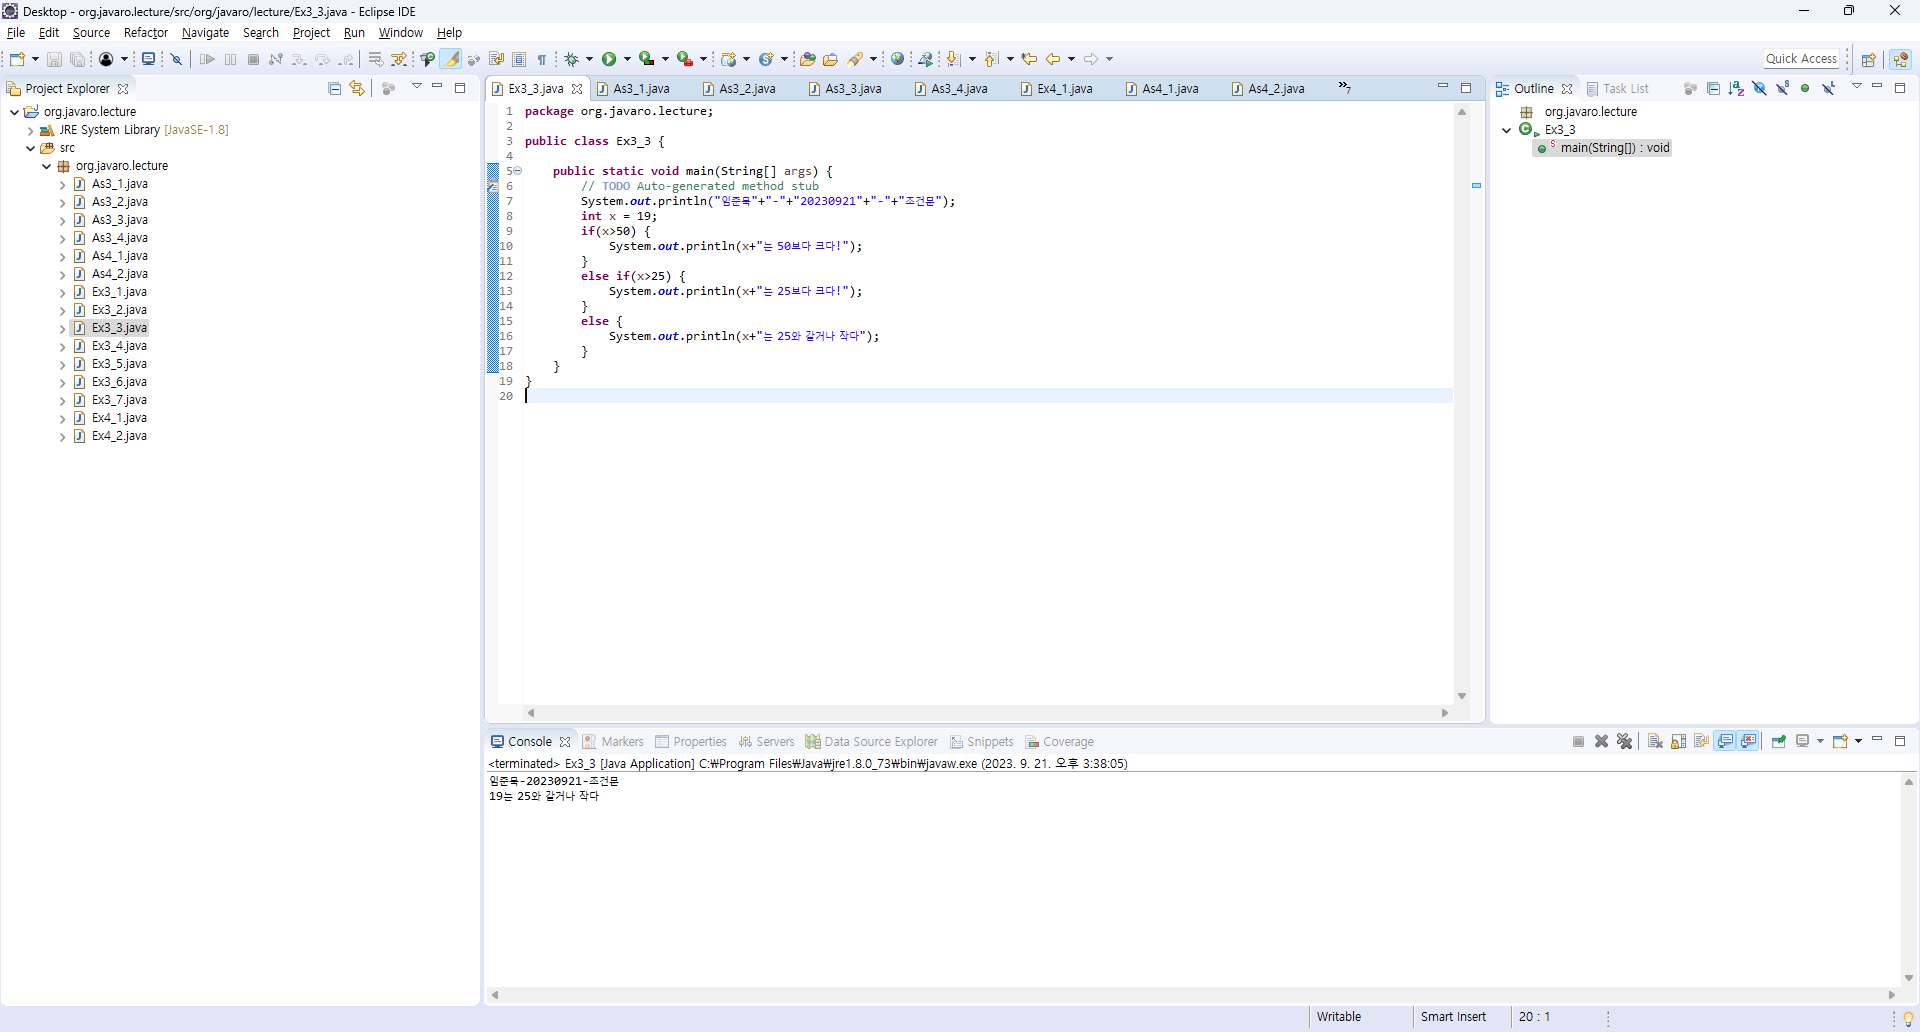 Desktop - org.javaro.lecture/src/org/javaro/lecture/Ex3_3.java - Eclipse IDE
File Edit Source Refactor Navigate Search Project Run Window Help
Quick Access
Project Explorer
org.javaro.lecture
JRE System Library [JavaSE-1.8]
src
org.javaro.lecture
As3_1.java
As3_2.java
As3_3.java
As3_4.java
As4_1.java
As4_2.java
Ex3_1.java
Ex3_2.java
Ex3_3.java
Ex3_4.java
Ex3_5.java
Ex3_6.java
Ex3_7.java
Ex4_1.java
Ex4_2.java
Ex3_3.java As3_1.java As3_2.java As3_3.java As3_4.java Ex4_1.java As4_1.java As4_2.java »7
1 package org.javaro.lecture;
2
3 public class Ex3_3 {
4
5 public static void main(String[] args) {
6 // TODO Auto-generated method stub
7 System.out.println("임준묵"+"-"+"20230921"+"-"+"조건문");
8 int x = 19;
9 if(x>50) {
10 System.out.println(x+"는 50보다 크다!");
11 }
12 else if(x>25) {
13 System.out.println(x+"는 25보다 크다!");
14 }
15 else {
16 System.out.println(x+"는 25와 같거나 작다");
17 }
18 }
19 }
20
Outline Task List
org.javaro.lecture
Ex3_3
main(String[]) : void
Console Markers Properties Servers Data Source Explorer Snippets Coverage
<terminated> Ex3_3 [Java Application] C:₩Program Files₩Java₩jre1.8.0_73₩bin₩javaw.exe (2023. 9. 21. 오후 3:38:05)
임준묵-20230921-조건문
19는 25와 같거나 작다
Writable Smart Insert 20 : 1